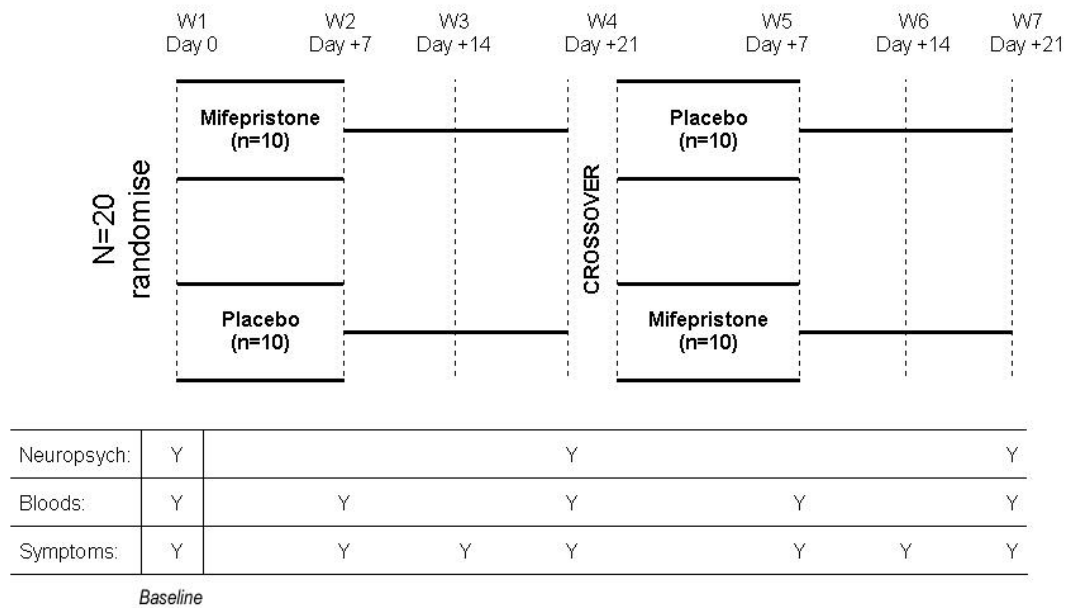 W1 W2 W3 W4 W5 W6 W7
Day 0 Day +7 Day +14 Day +21 Day +7 Day +14 Day +21
N=20
randomise
Mifepristone
(n=10)
Placebo
(n=10)
CROSSOVER
Placebo
(n=10)
Mifepristone
(n=10)
Neuropsych: Y Y Y
Bloods: Y Y Y Y Y
Symptoms: Y Y Y Y Y Y Y
Baseline